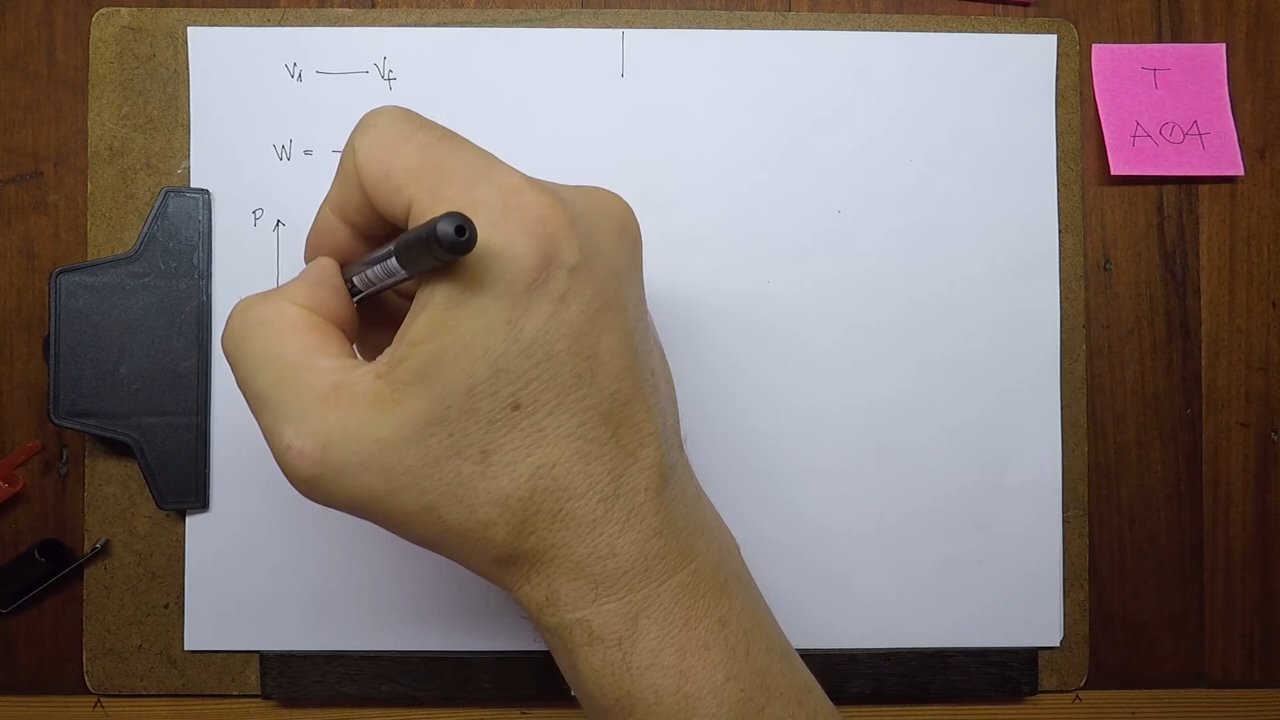 Vi —— Vf
W = -
P
T
A04